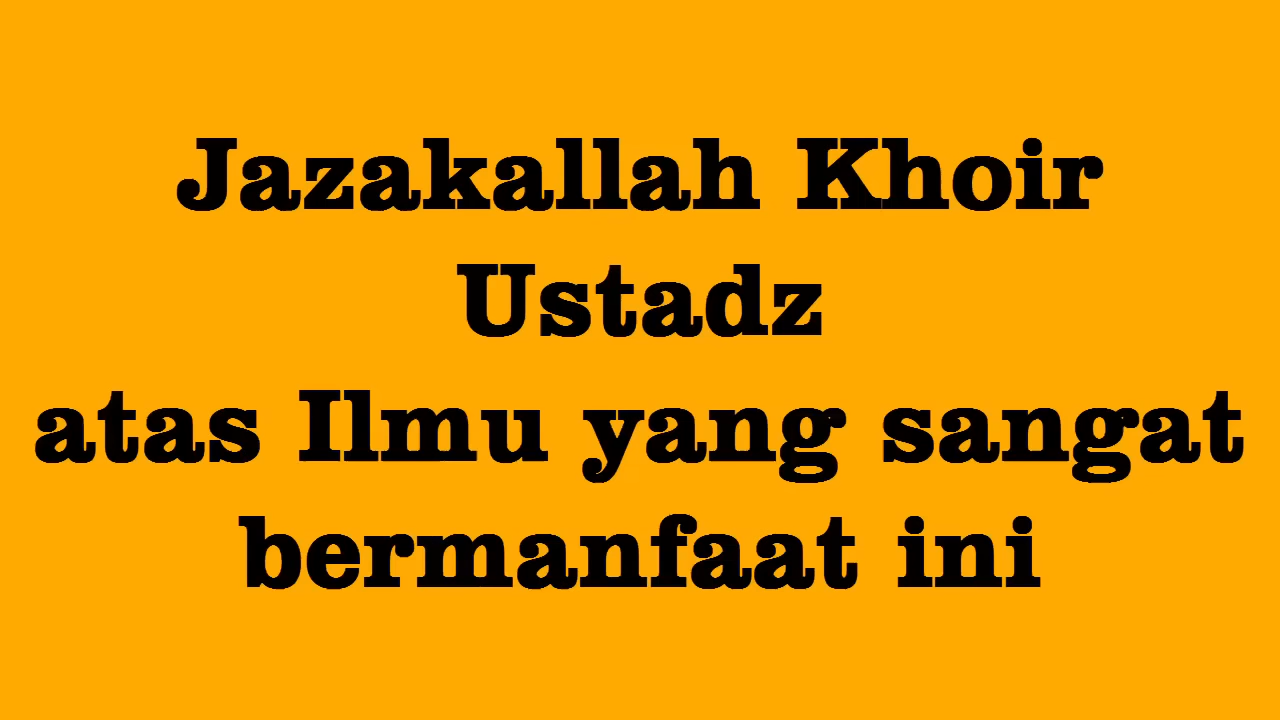 Jazakallah Khoir
Ustadz
atas Ilmu yang sangat
bermanfaat ini